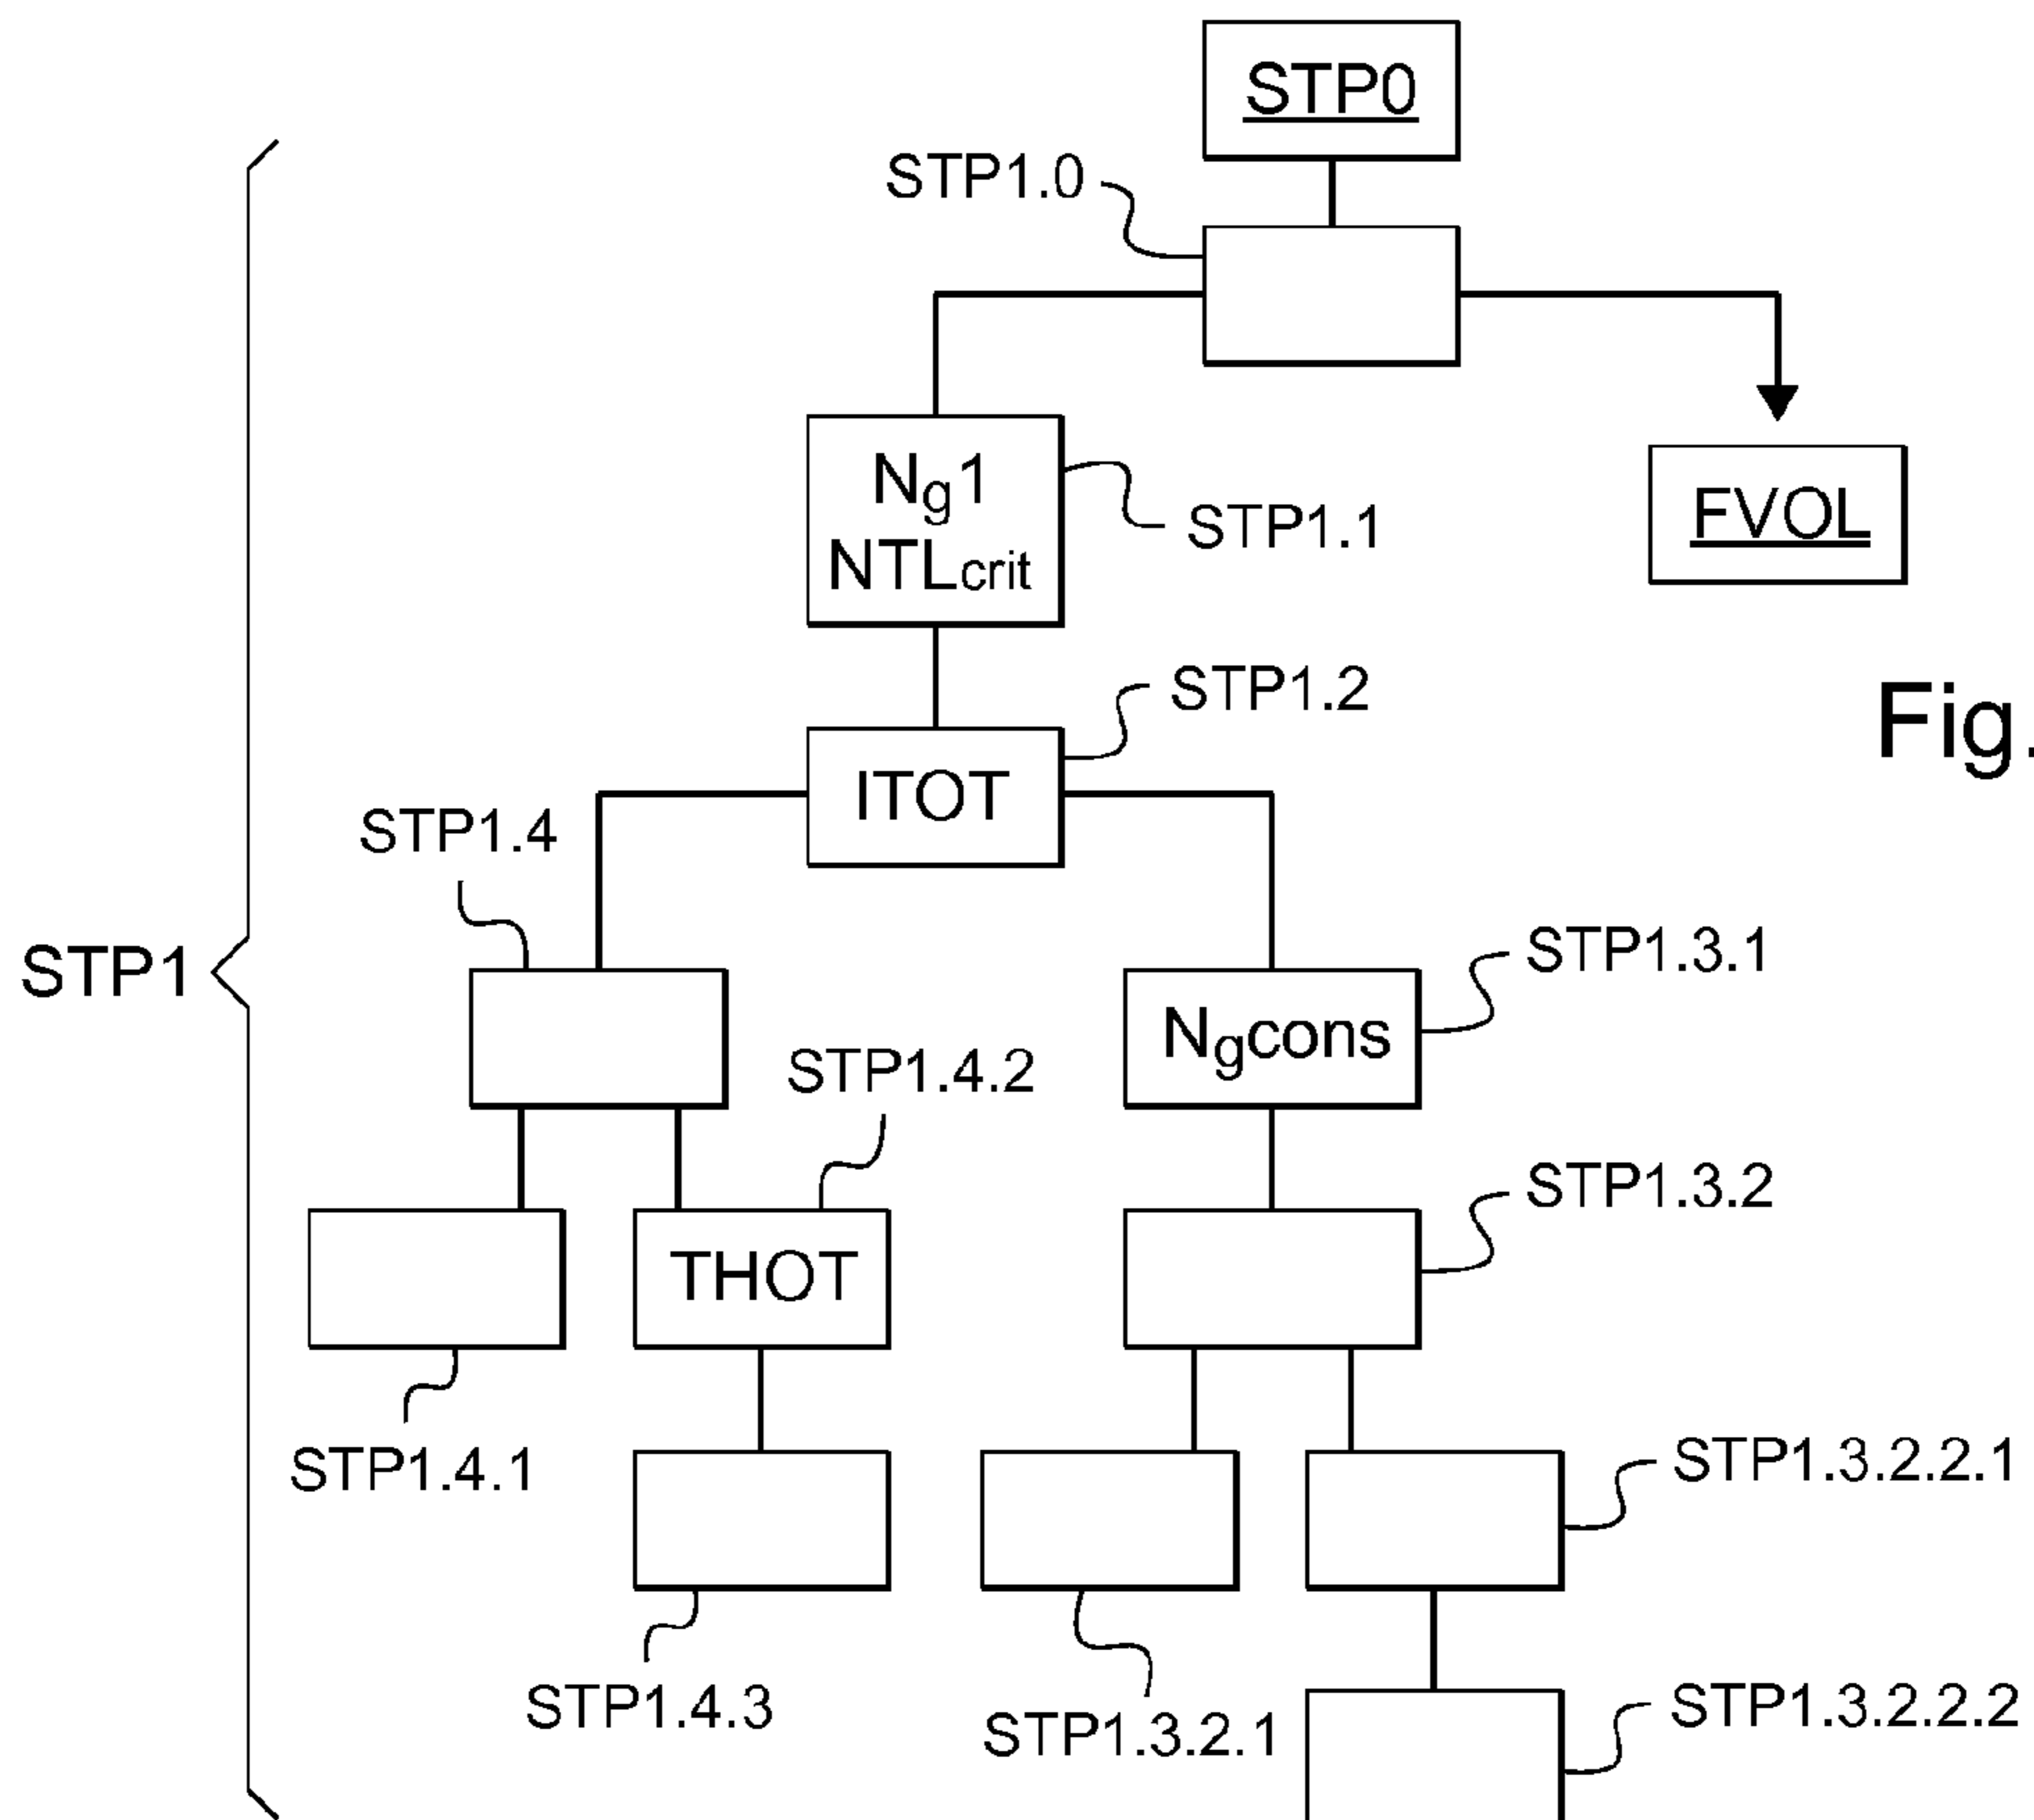 STP0
STP1.0
Ng1
NTLcrit
STP1.1
FVOL
STP1.2
Fig.
ITOT
STP1.4
STP1
STP1.3.1
Ngcons
STP1.4.2
STP1.3.2
THOT
STP1.4.1
STP1.3.2.2.1
STP1.4.3
STP1.3.2.1
STP1.3.2.2.2